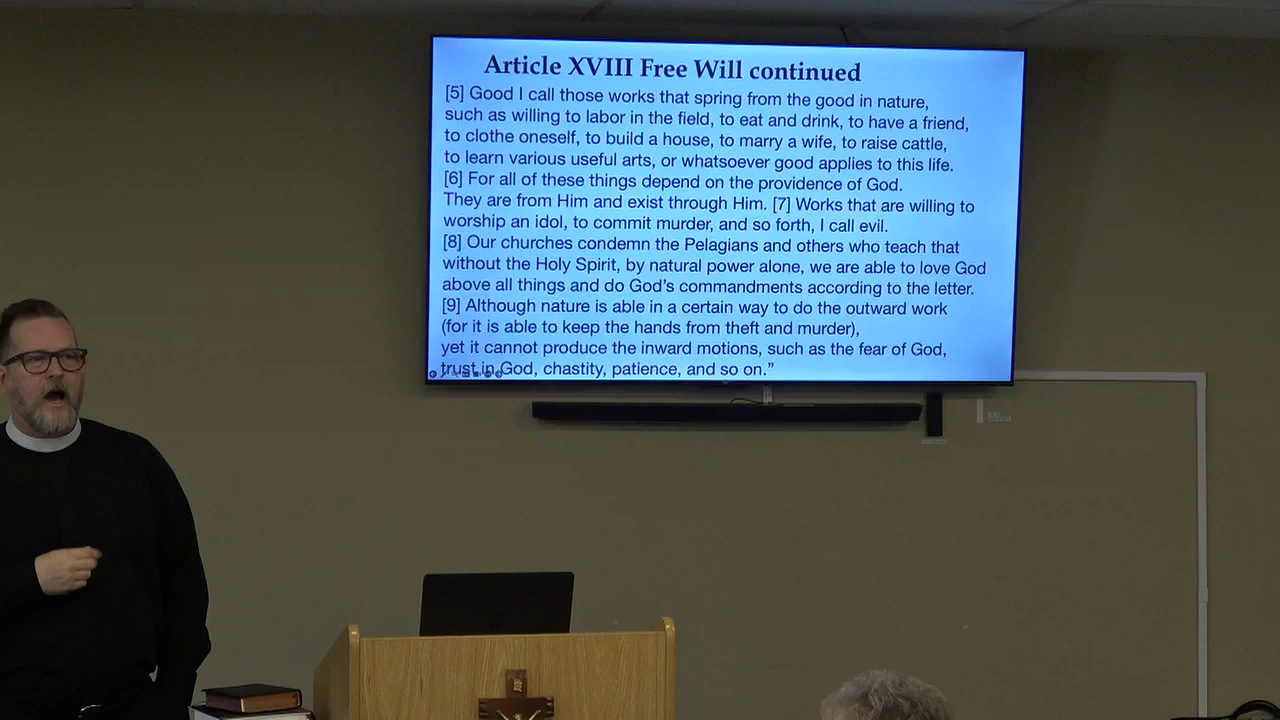 Article XVIII Free Will continued
[5] Good I call those works that spring from the good in nature,
such as willing to labor in the field, to eat and drink, to have a friend,
to clothe oneself, to build a house, to marry a wife, to raise cattle,
to learn various useful arts, or whatsoever good applies to this life.
[6] For all of these things depend on the providence of God.
They are from Him and exist through Him. [7] Works that are willing to
worship an idol, to commit murder, and so forth, I call evil.
[8] Our churches condemn the Pelagians and others who teach that
without the Holy Spirit, by natural power alone, we are able to love God
above all things and do God’s commandments according to the letter.
[9] Although nature is able in a certain way to do the outward work
(for it is able to keep the hands from theft and murder),
yet it cannot produce the inward motions, such as the fear of God,
trust in God, chastity, patience, and so on.”